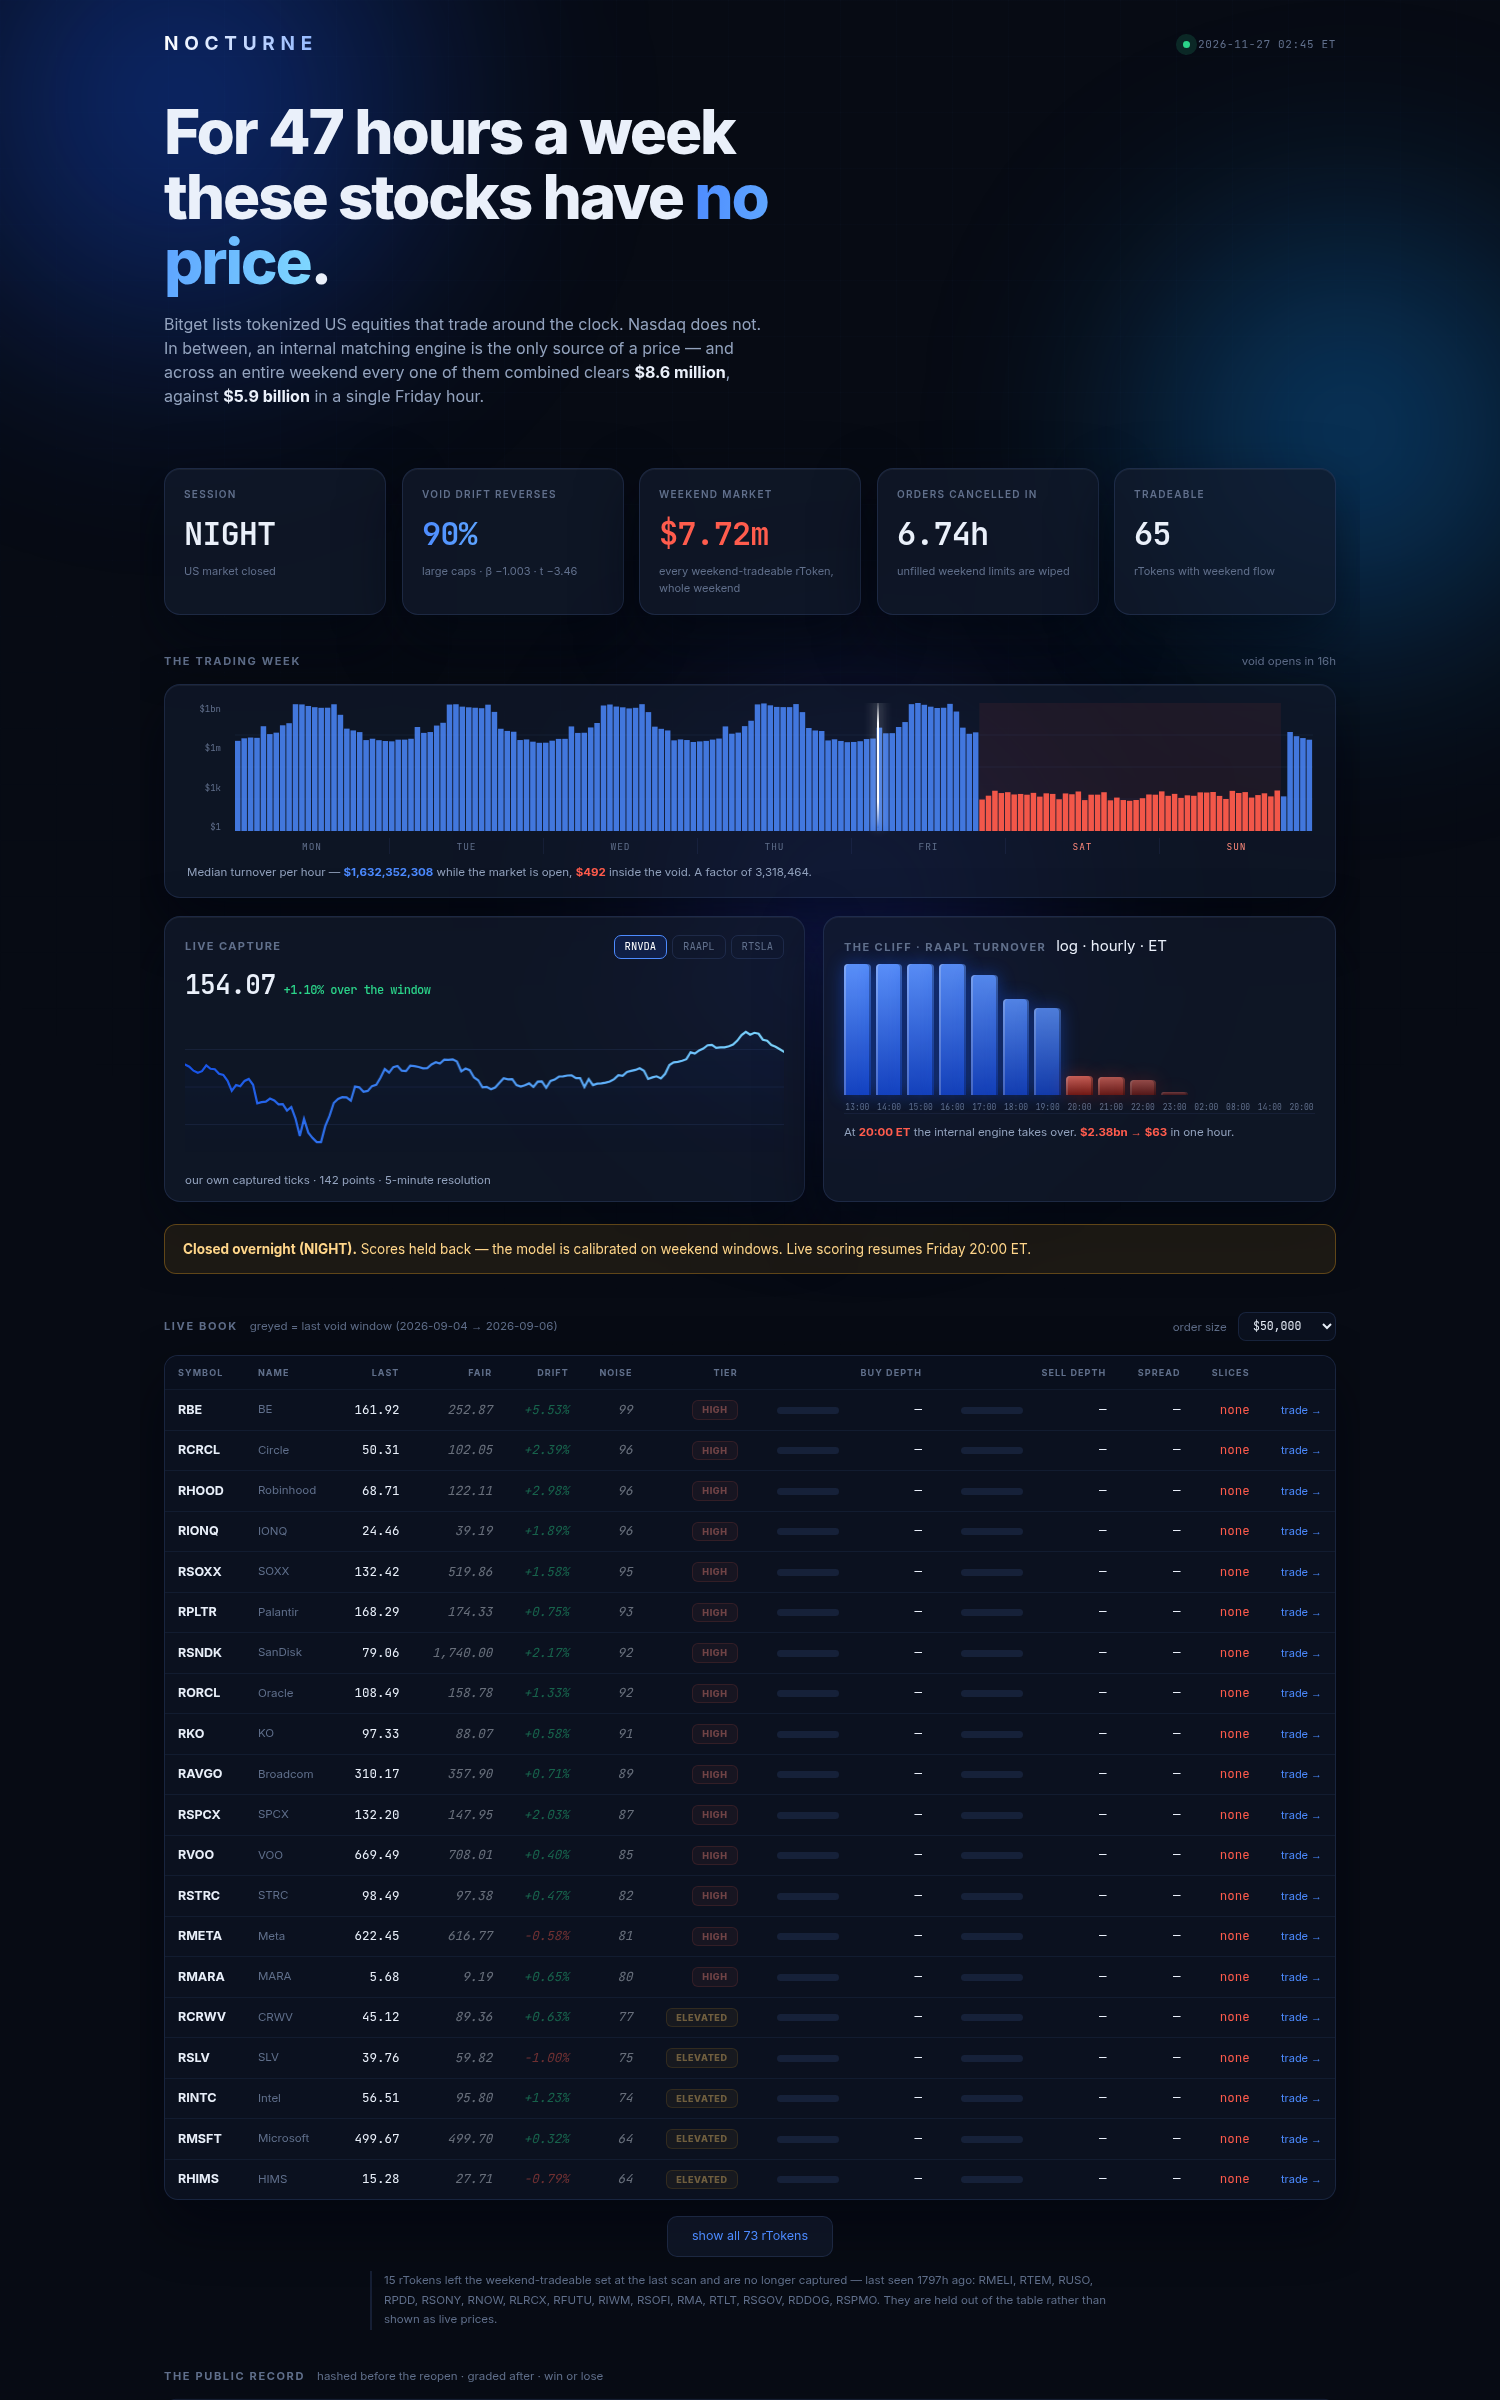 NOCTURNE
2026-11-27 02:45 ET
For 47 hours a week
these stocks have no
price.
Bitget lists tokenized US equities that trade around the clock. Nasdaq does not.
In between, an internal matching engine is the only source of a price — and
across an entire weekend every one of them combined clears $8.6 million,
against $5.9 billion in a single Friday hour.
SESSION
NIGHT
US market closed
VOID DRIFT REVERSES
90%
large caps · β −1.003 · t −3.46
WEEKEND MARKET
$7.72m
every weekend-tradeable rToken,
whole weekend
ORDERS CANCELLED IN
6.74h
unfilled weekend limits are wiped
TRADEABLE
65
rTokens with weekend flow
THE TRADING WEEK
void opens in 16h
$1bn
$1m
$1k
$1
MON TUE WED THU FRI SAT SUN
Median turnover per hour — $1,632,352,308 while the market is open, $492 inside the void. A factor of 3,318,464.
LIVE CAPTURE
RNVDA RAAPL RTSLA
154.07 +1.10% over the window
our own captured ticks · 142 points · 5-minute resolution
THE CLIFF · RAAPL TURNOVER log · hourly · ET
13:00 14:00 15:00 16:00 17:00 18:00 19:00 20:00 21:00 22:00 23:00 02:00 08:00 14:00 20:00
At 20:00 ET the internal engine takes over. $2.38bn → $63 in one hour.
Closed overnight (NIGHT). Scores held back — the model is calibrated on weekend windows. Live scoring resumes Friday 20:00 ET.
LIVE BOOK greyed = last void window (2026-09-04 → 2026-09-06)
order size $50,000
SYMBOL NAME LAST FAIR DRIFT NOISE TIER BUY DEPTH SELL DEPTH SPREAD SLICES
RBE BE 161.92 252.87 +5.53% 99 HIGH — — — none trade →
RCRCL Circle 50.31 102.05 +2.39% 96 HIGH — — — none trade →
RHOOD Robinhood 68.71 122.11 +2.98% 96 HIGH — — — none trade →
RIONQ IONQ 24.46 39.19 +1.89% 96 HIGH — — — none trade →
RSOXX SOXX 132.42 519.86 +1.58% 95 HIGH — — — none trade →
RPLTR Palantir 168.29 174.33 +0.75% 93 HIGH — — — none trade →
RSNDK SanDisk 79.06 1,740.00 +2.17% 92 HIGH — — — none trade →
RORCL Oracle 108.49 158.78 +1.33% 92 HIGH — — — none trade →
RKO KO 97.33 88.07 +0.58% 91 HIGH — — — none trade →
RAVGO Broadcom 310.17 357.90 +0.71% 89 HIGH — — — none trade →
RSPCX SPCX 132.20 147.95 +2.03% 87 HIGH — — — none trade →
RVOO VOO 669.49 708.01 +0.40% 85 HIGH — — — none trade →
RSTRC STRC 98.49 97.38 +0.47% 82 HIGH — — — none trade →
RMETA Meta 622.45 616.77 -0.58% 81 HIGH — — — none trade →
RMARA MARA 5.68 9.19 +0.65% 80 HIGH — — — none trade →
RCRWV CRWV 45.12 89.36 +0.63% 77 ELEVATED — — — none trade →
RSLV SLV 39.76 59.82 -1.00% 75 ELEVATED — — — none trade →
RINTC Intel 56.51 95.80 +1.23% 74 ELEVATED — — — none trade →
RMSFT Microsoft 499.67 499.70 +0.32% 64 ELEVATED — — — none trade →
RHIMS HIMS 15.28 27.71 -0.79% 64 ELEVATED — — — none trade →
show all 73 rTokens
15 rTokens left the weekend-tradeable set at the last scan and are no longer captured — last seen 1797h ago: RMELI, RTEM, RUSO,
RPDD, RSONY, RNOW, RLRCX, RFUTU, RIWM, RSOFI, RMA, RTLT, RSGOV, RDDOG, RSPMO. They are held out of the table rather than
shown as live prices.
THE PUBLIC RECORD hashed before the reopen · graded after · win or lose